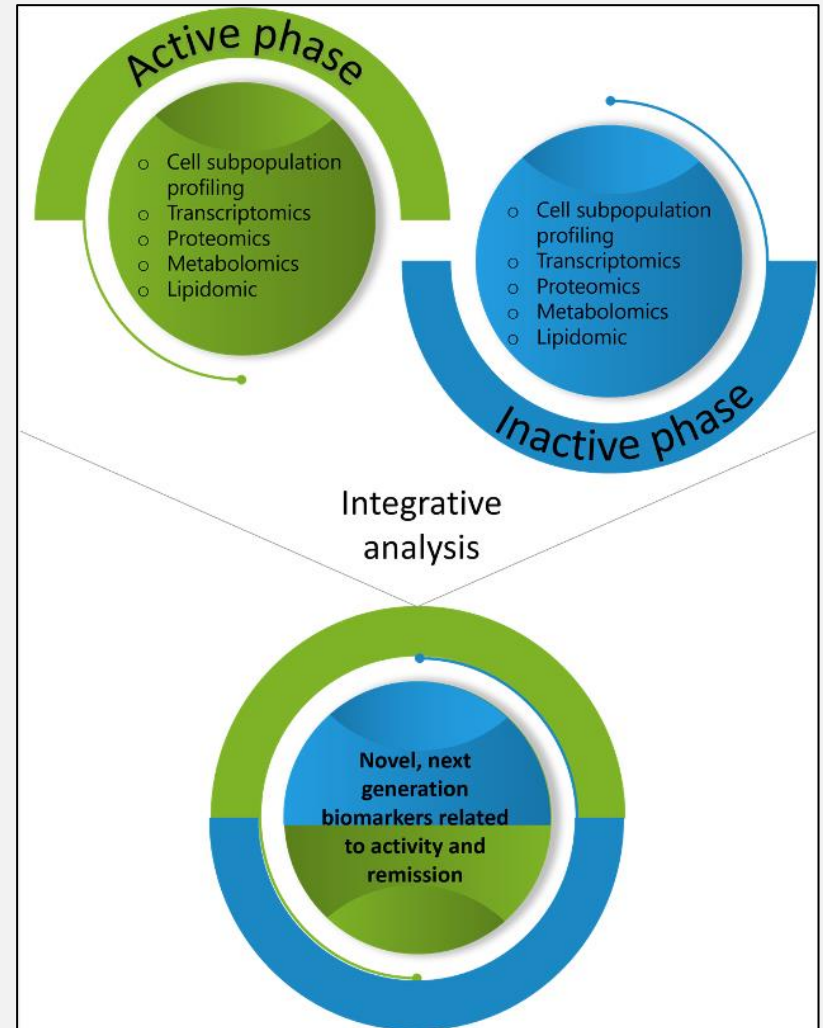 Active phase
o Cell subpopulation
profiling
o Transcriptomics
o Proteomics
o Metabolomics
o Lipidomic
o Cell subpopulation
profiling
o Transcriptomics
o Proteomics
o Metabolomics
o Lipidomic
Inactive phase
Integrative
analysis
Novel, next
generation
biomarkers related
to activity and
remission